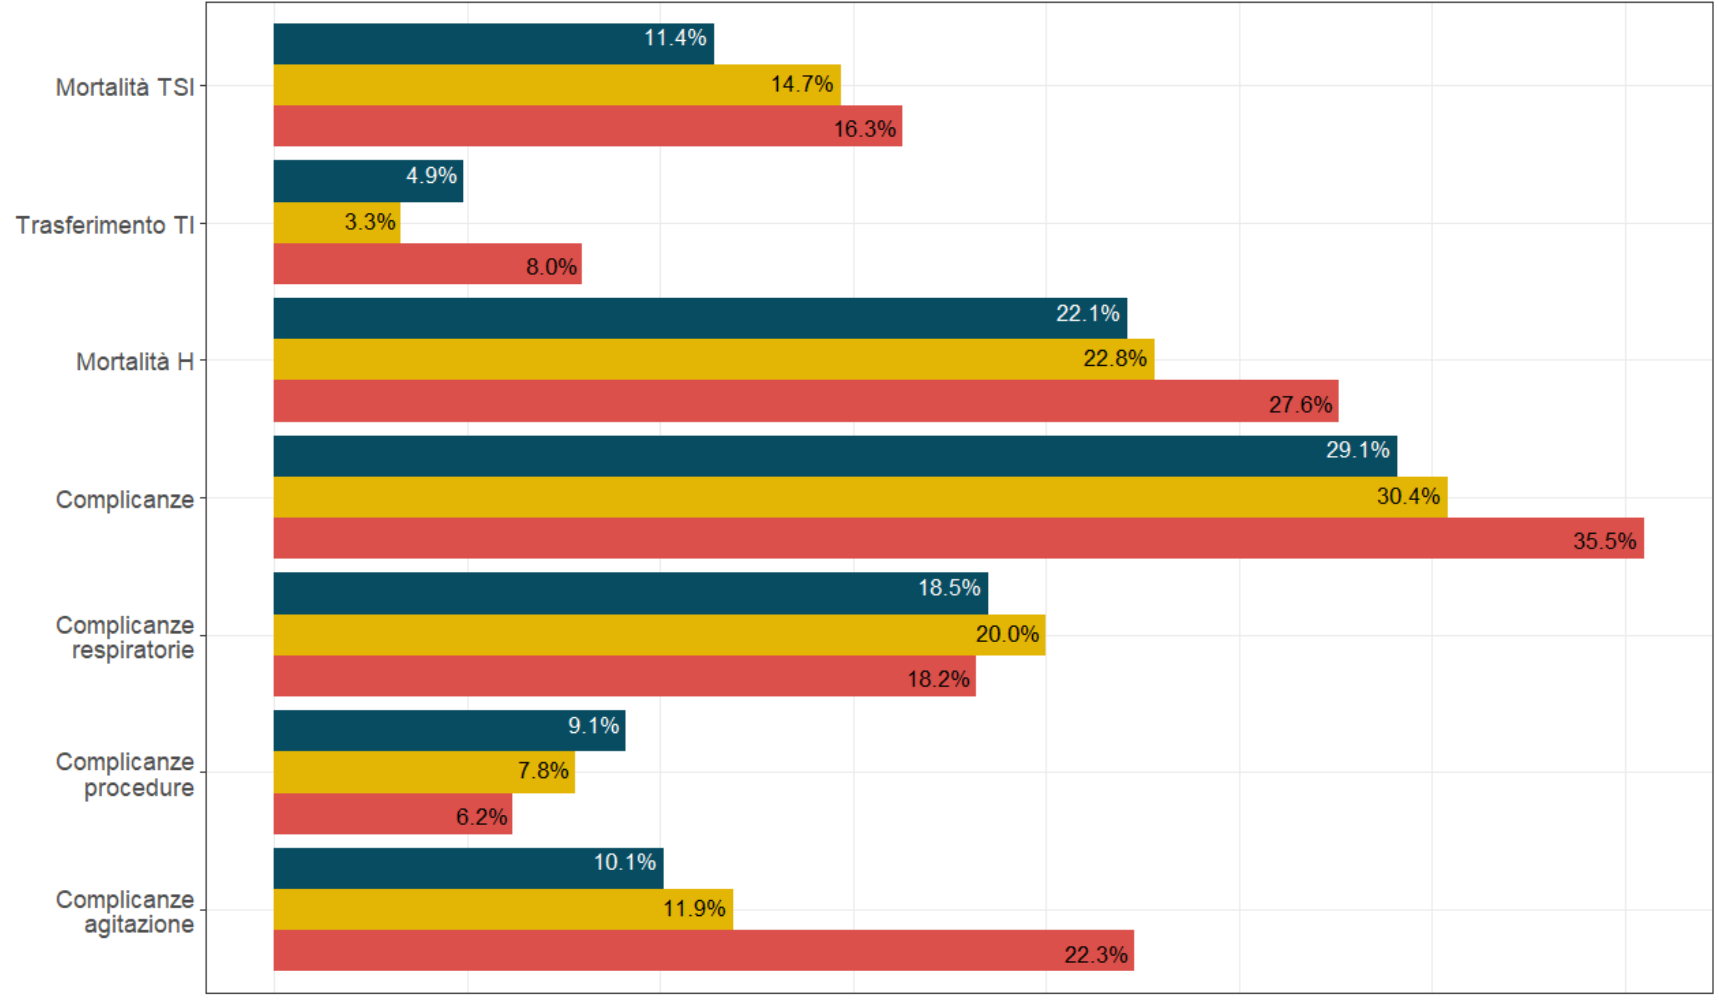 11.4%
Mortalità TSI
14.7%
16.3%
4.9%
Trasferimento TI
3.3%
8.0%
22.1%
Mortalità H
22.8%
27.6%
29.1%
Complicanze
30.4%
35.5%
18.5%
Complicanze
respiratorie
20.0%
18.2%
9.1%
Complicanze
procedure
7.8%
6.2%
10.1%
Complicanze
agitazione
11.9%
22.3%